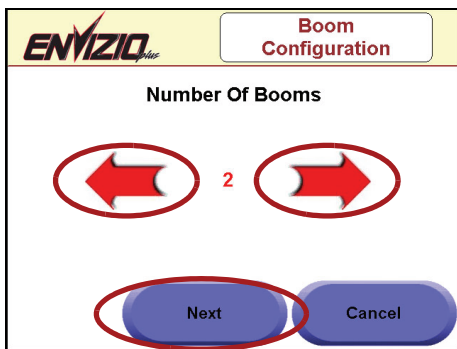 ENVIZIO plus
Boom
Configuration
Number Of Booms
2
Next Cancel